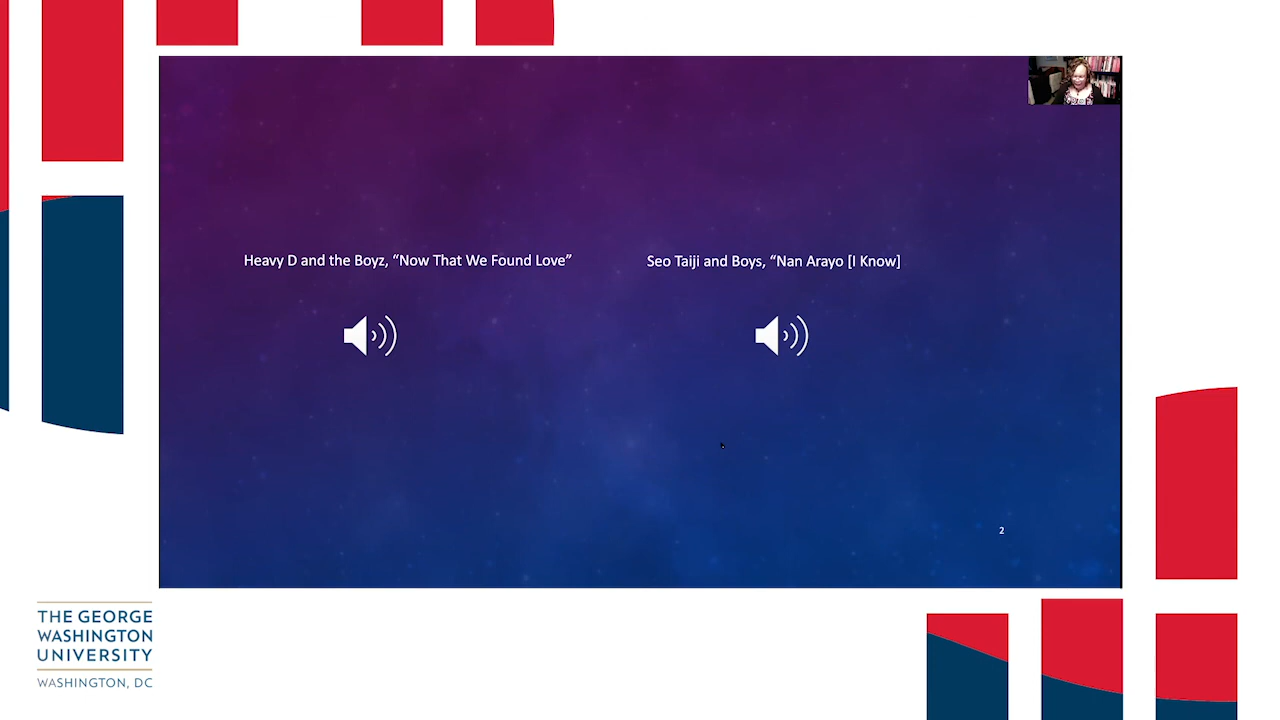 Heavy D and the Boyz, “Now That We Found Love”
Seo Taiji and Boys, “Nan Arayo [I Know]
2
THE GEORGE
WASHINGTON
UNIVERSITY
WASHINGTON, DC